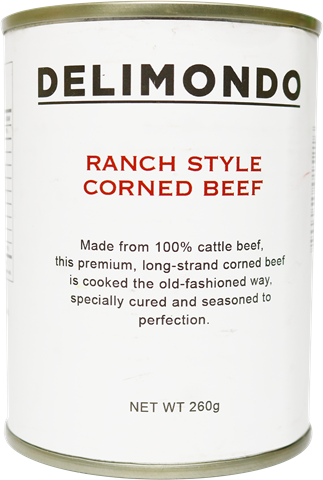 DELIMONDO
RANCH STYLE
CORNED BEEF
Made from 100% cattle beef,
this premium, long-strand corned beef
is cooked the old-fashioned way,
specially cured and seasoned to
perfection.
NET WT 260g